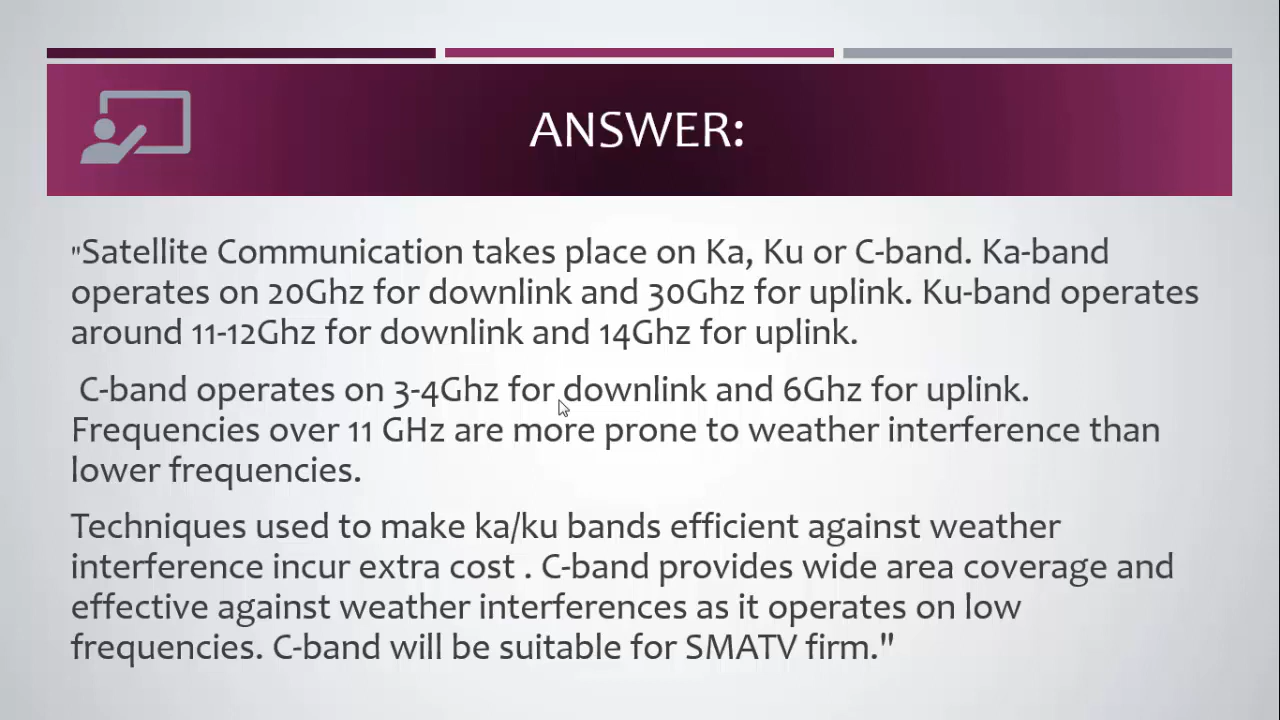 ANSWER:
"Satellite Communication takes place on Ka, Ku or C-band. Ka-band
operates on 20Ghz for downlink and 30Ghz for uplink. Ku-band operates
around 11-12Ghz for downlink and 14Ghz for uplink.
C-band operates on 3-4Ghz for downlink and 6Ghz for uplink.
Frequencies over 11 GHz are more prone to weather interference than
lower frequencies.
Techniques used to make ka/ku bands efficient against weather
interference incur extra cost . C-band provides wide area coverage and
effective against weather interferences as it operates on low
frequencies. C-band will be suitable for SMATV firm."